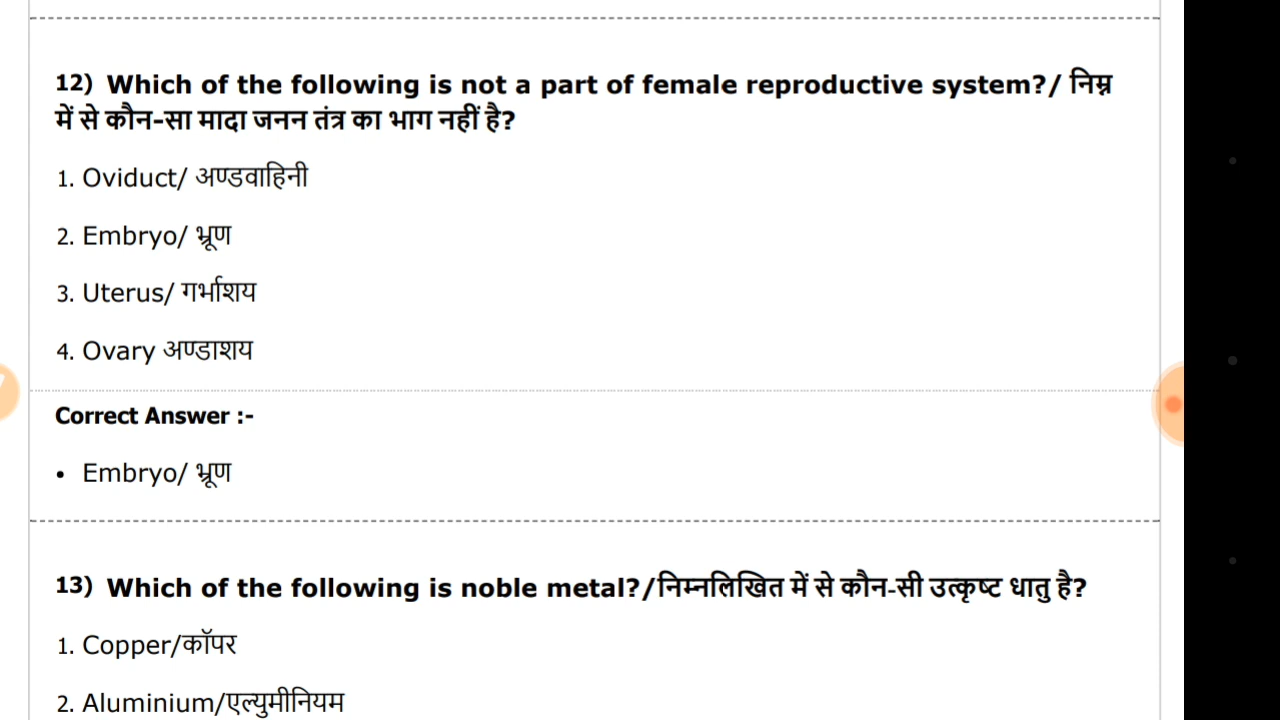 12) Which of the following is not a part of female reproductive system?/ निम्न
में से कौन-सा मादा जनन तंत्र का भाग नहीं है?
1. Oviduct/ अण्डवाहिनी
2. Embryo/ भ्रूण
3. Uterus/ गर्भाशय
4. Ovary अण्डाशय
Correct Answer :-
• Embryo/ भ्रूण
13) Which of the following is noble metal?/निम्नलिखित में से कौन-सी उत्कृष्ट धातु है?
1. Copper/कॉपर
2. Aluminium/एल्युमीनियम